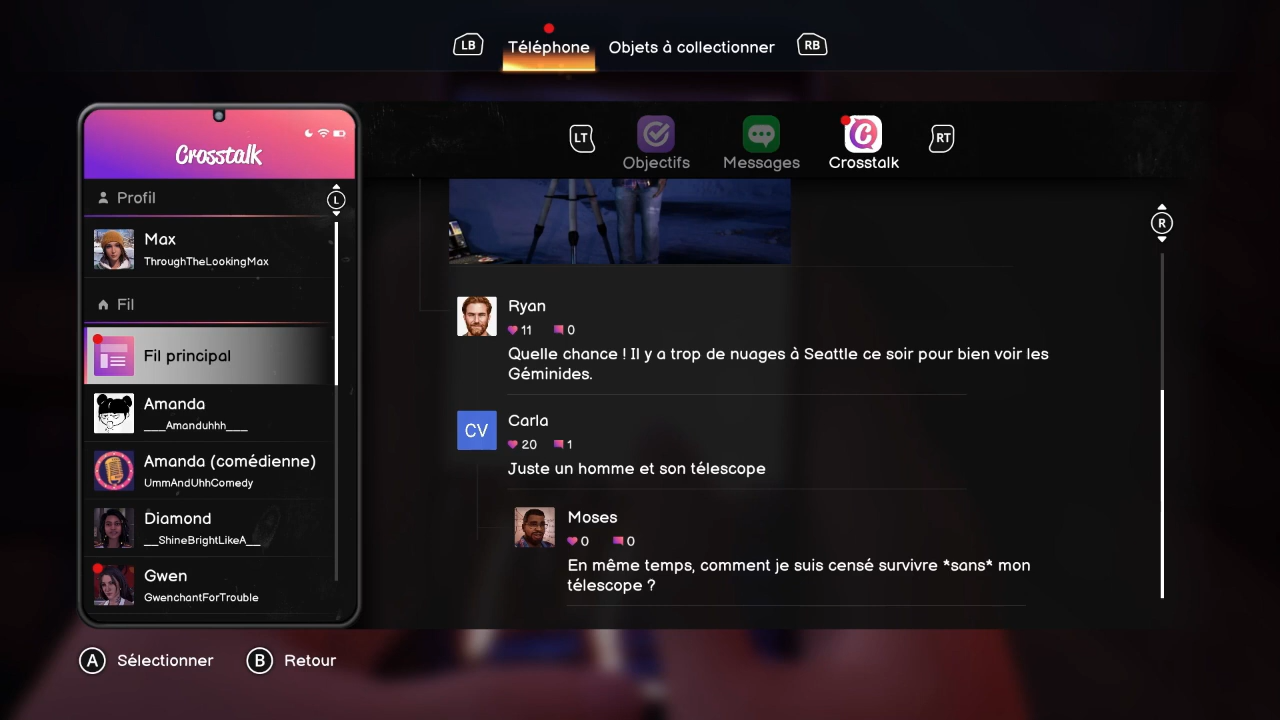 LB
Téléphone
Objets à collectionner
RB
Crosstalk
Profil
L
Max
ThroughTheLookingMax
Fil
Fil principal
Amanda
____Amanduhhh____
Amanda (comédienne)
UmmAndUhhComedy
Diamond
__ShineBrightLikeA__
Gwen
GwenchantForTrouble
LT
Objectifs
Messages
Crosstalk
RT
R
Ryan
11 0
Quelle chance ! Il y a trop de nuages à Seattle ce soir pour bien voir les
Géminides.
CV
Carla
20 1
Juste un homme et son télescope
Moses
0 0
En même temps, comment je suis censé survivre *sans* mon
télescope ?
A Sélectionner
B Retour